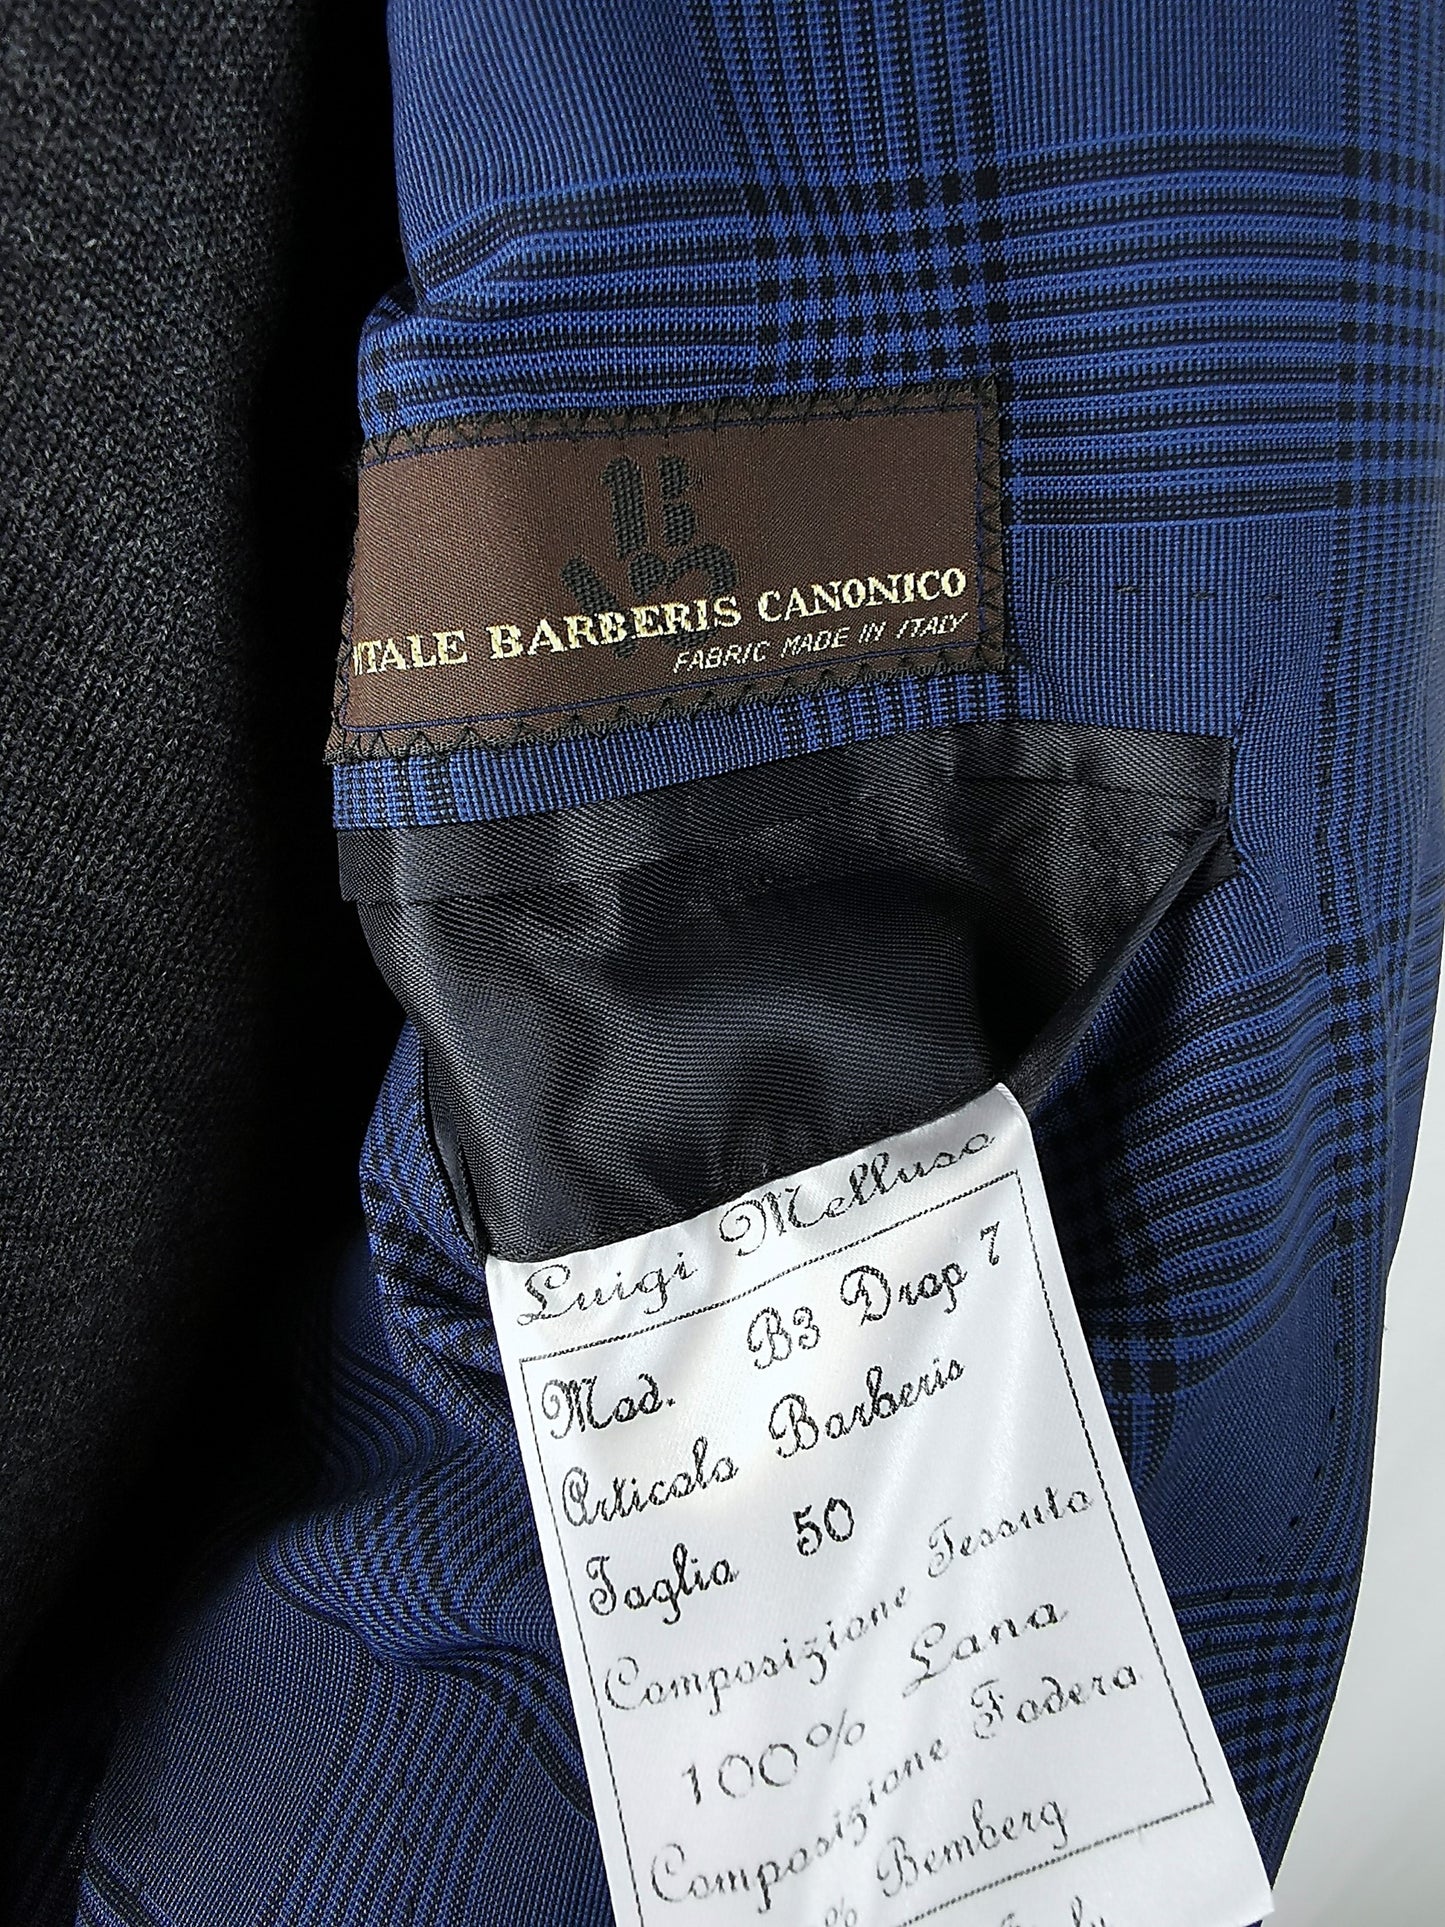 VITALE BARBERIS CANONICO
FABRIC MADE IN ITALY
Luigi Melluso
Mod. B3 Drop 7
Articolo Barberis
Taglia 50
Composizione Tessuto
100% Lana
Composizione Fodera
% Bemberg